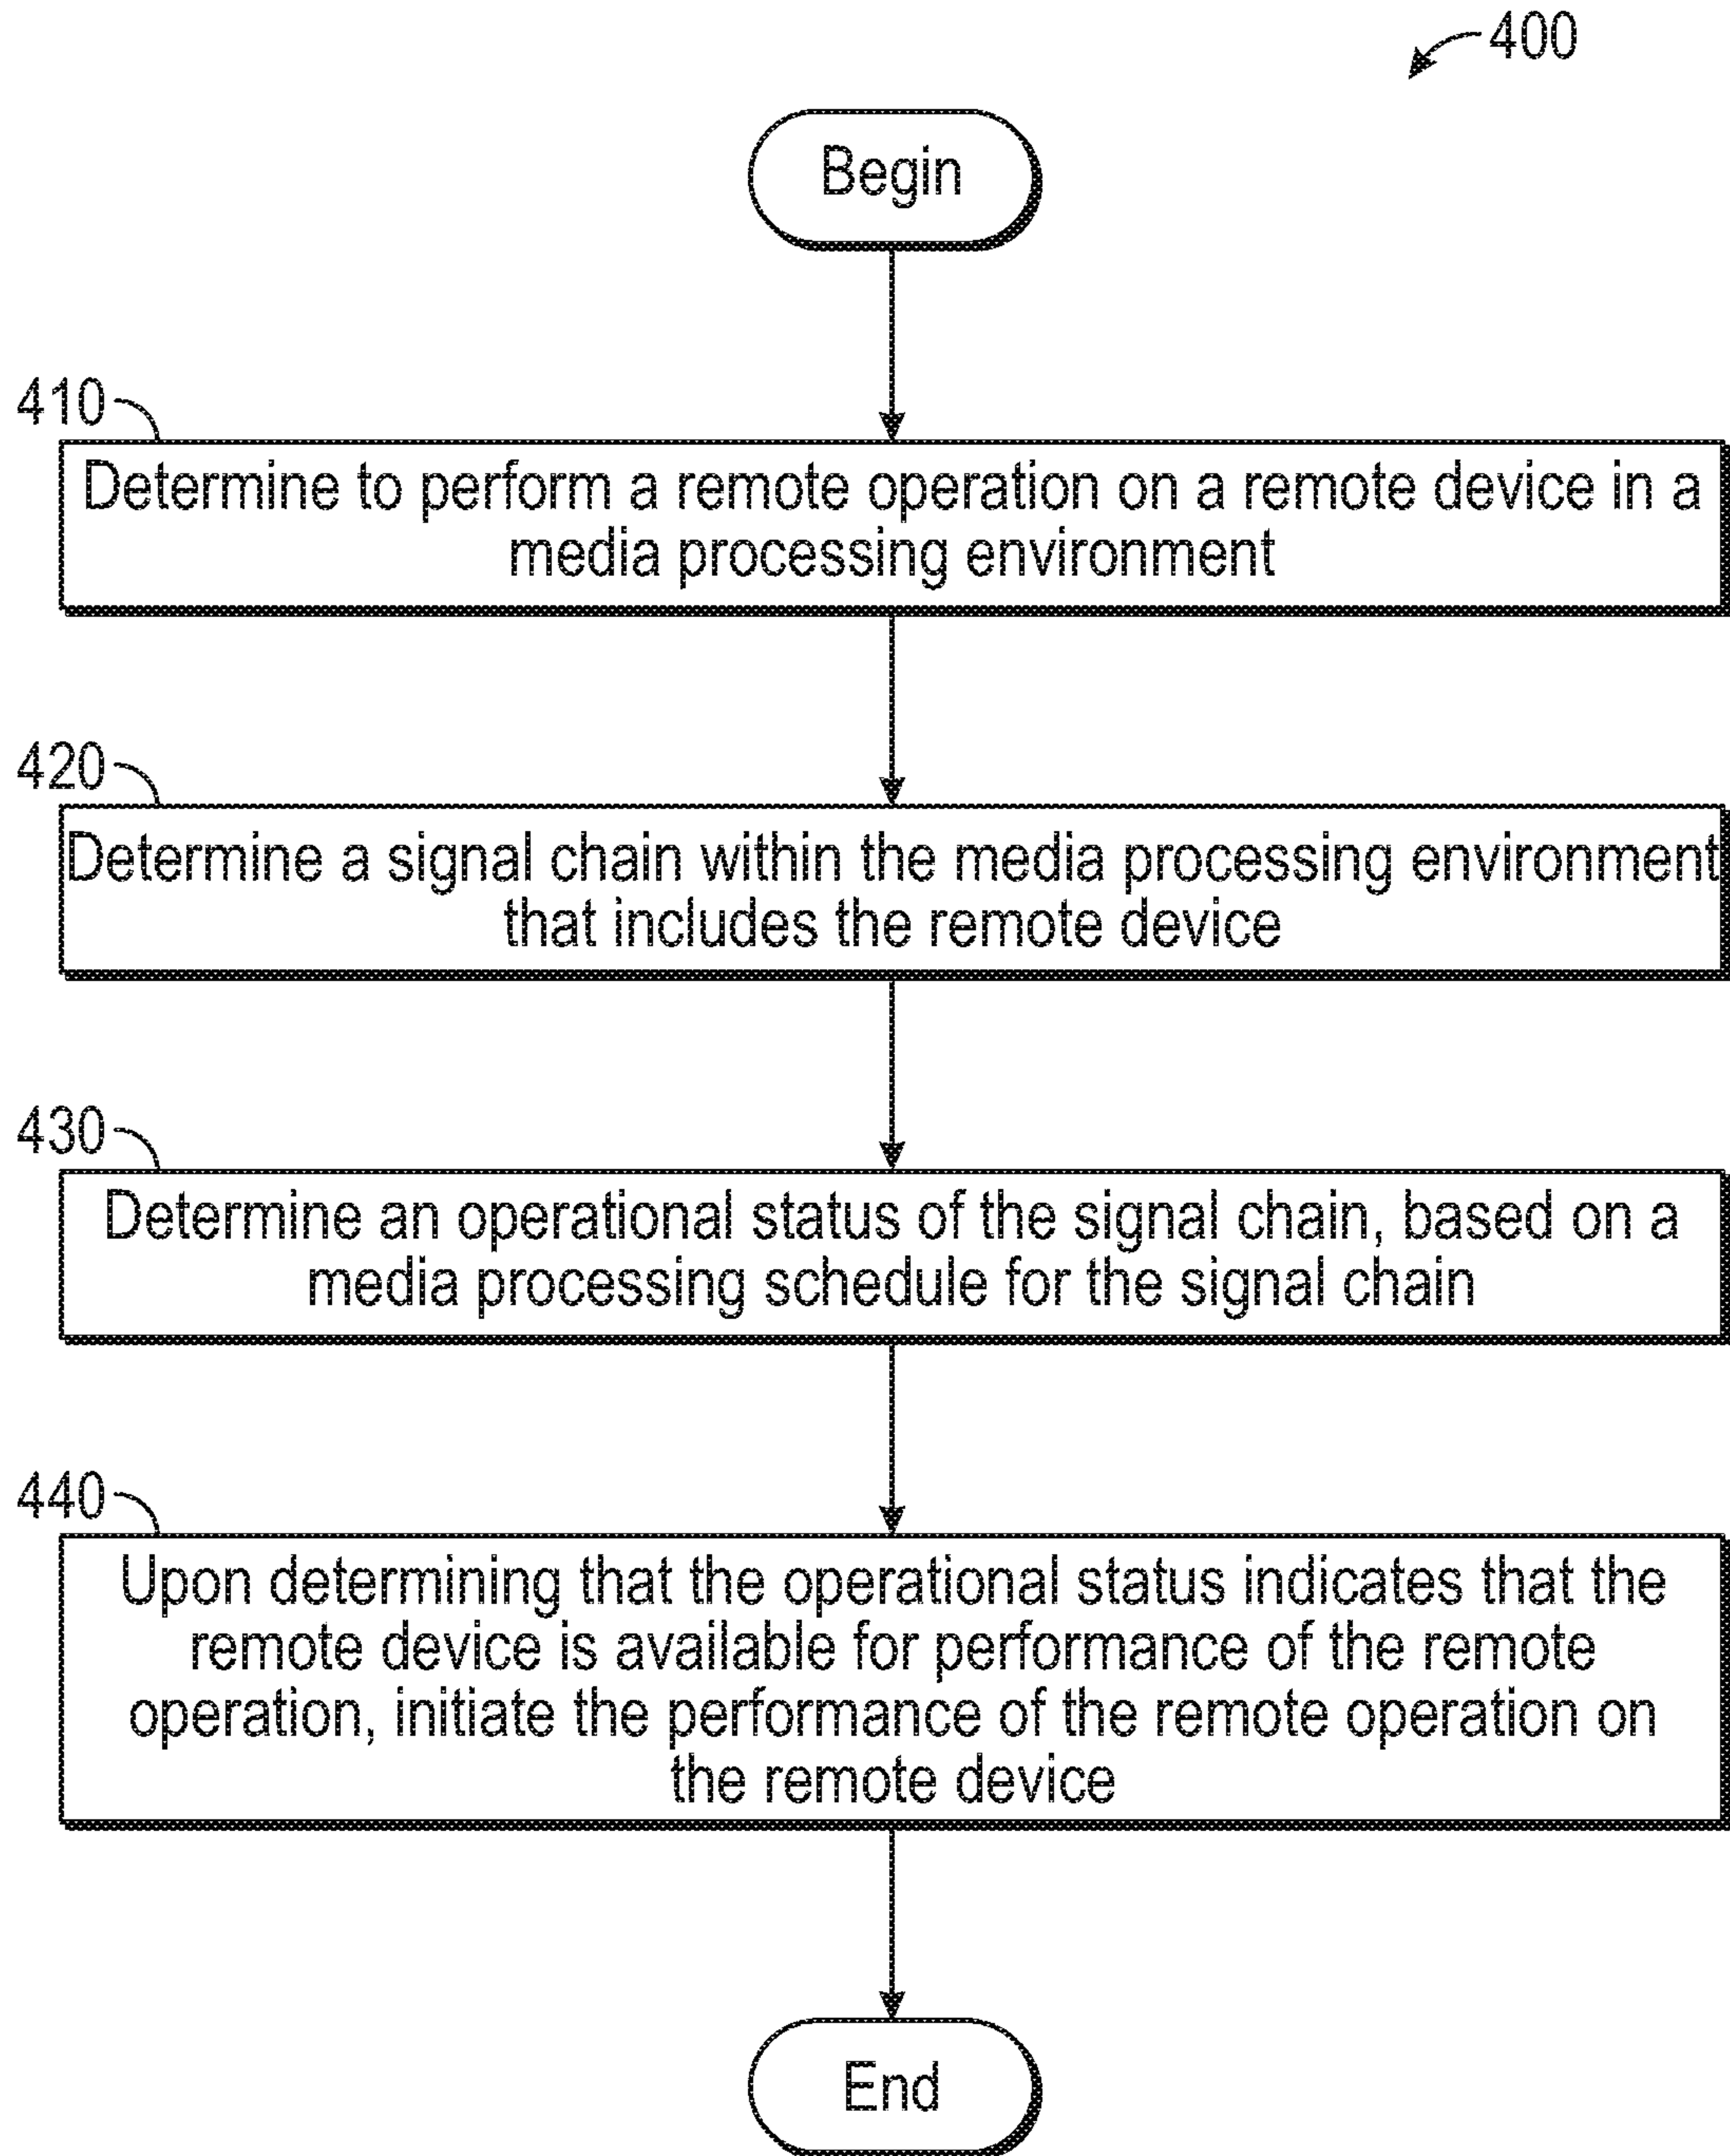 400
Begin
410
Determine to perform a remote operation on a remote device in a
media processing environment
420
Determine a signal chain within the media processing environment
that includes the remote device
430
Determine an operational status of the signal chain, based on a
media processing schedule for the signal chain
440
Upon determining that the operational status indicates that the
remote device is available for performance of the remote
operation, initiate the performance of the remote operation on
the remote device
End